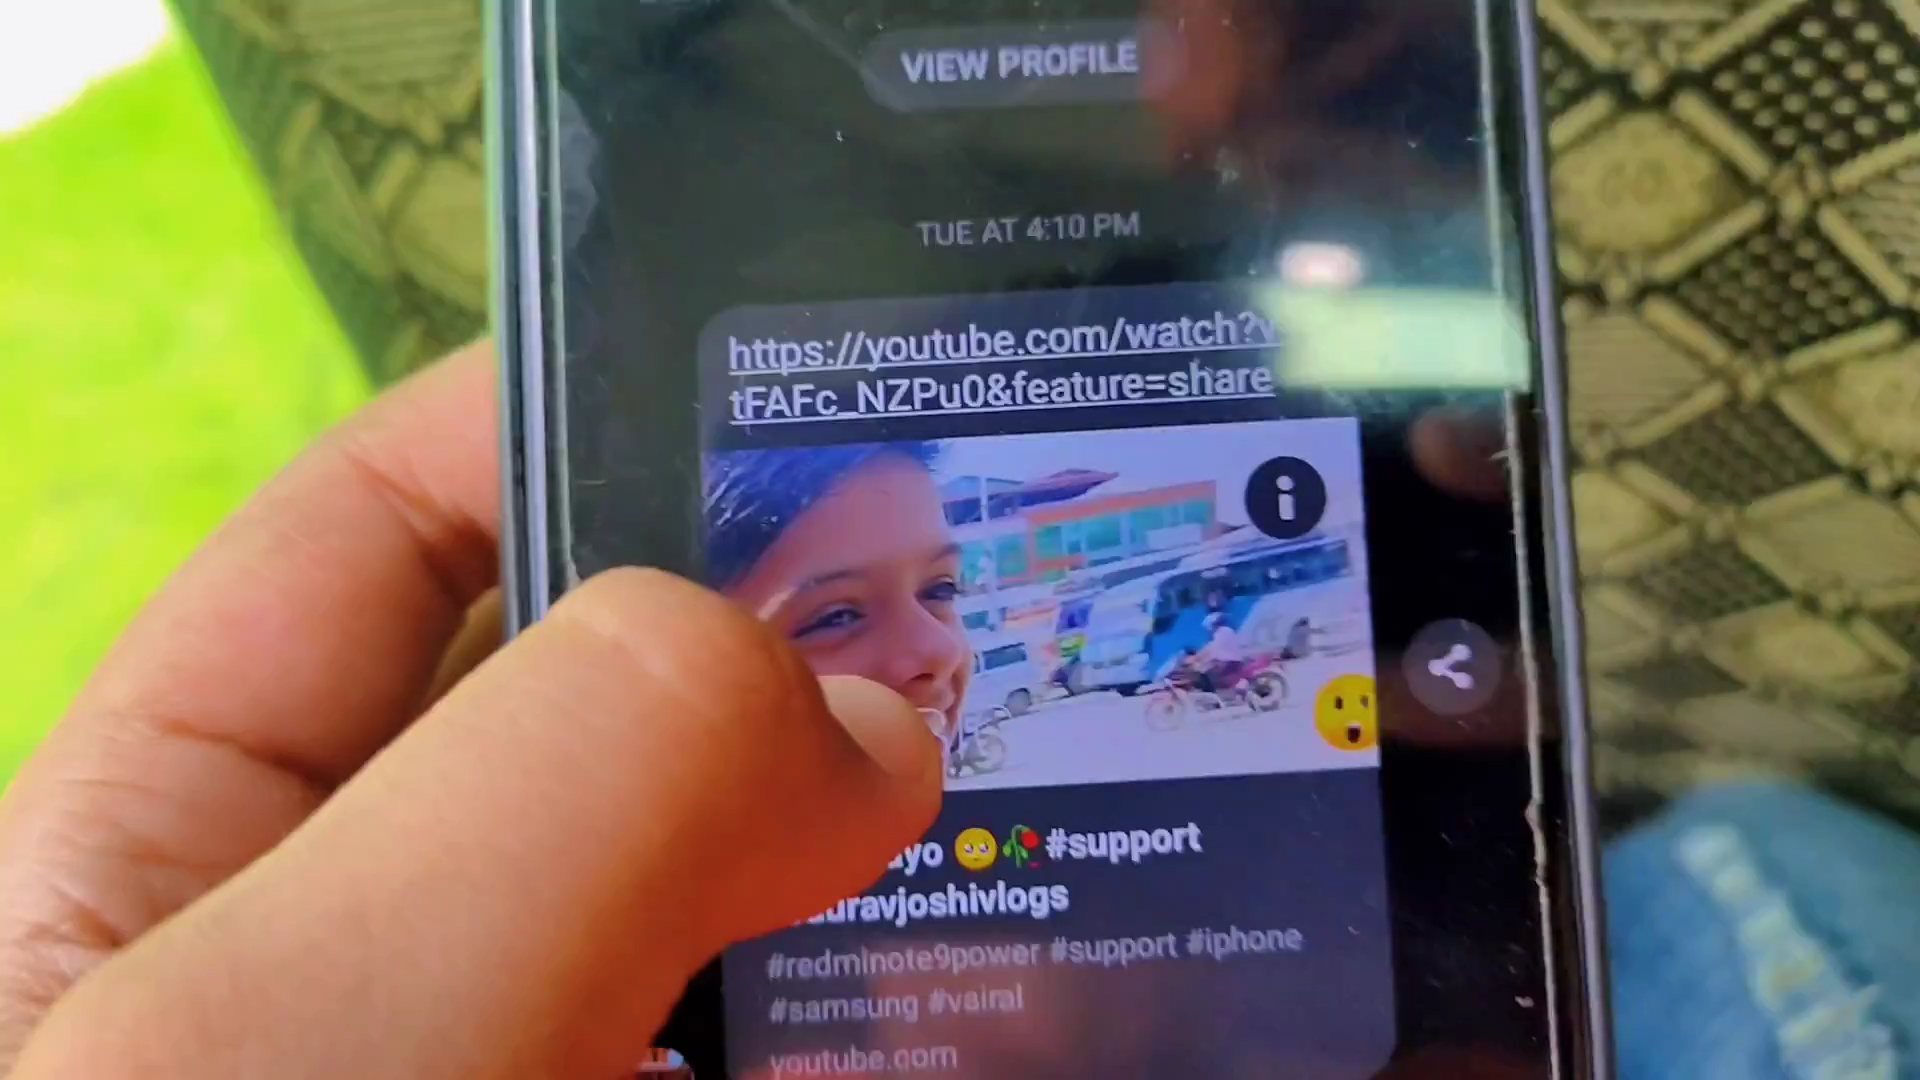 VIEW PROFILE
TUE AT 4:10 PM
https://youtube.com/watch?v
tFAFc_NZPu0&feature=share
#support
#redminote9power #support #iphone
#samsung #vairal
youtube.com